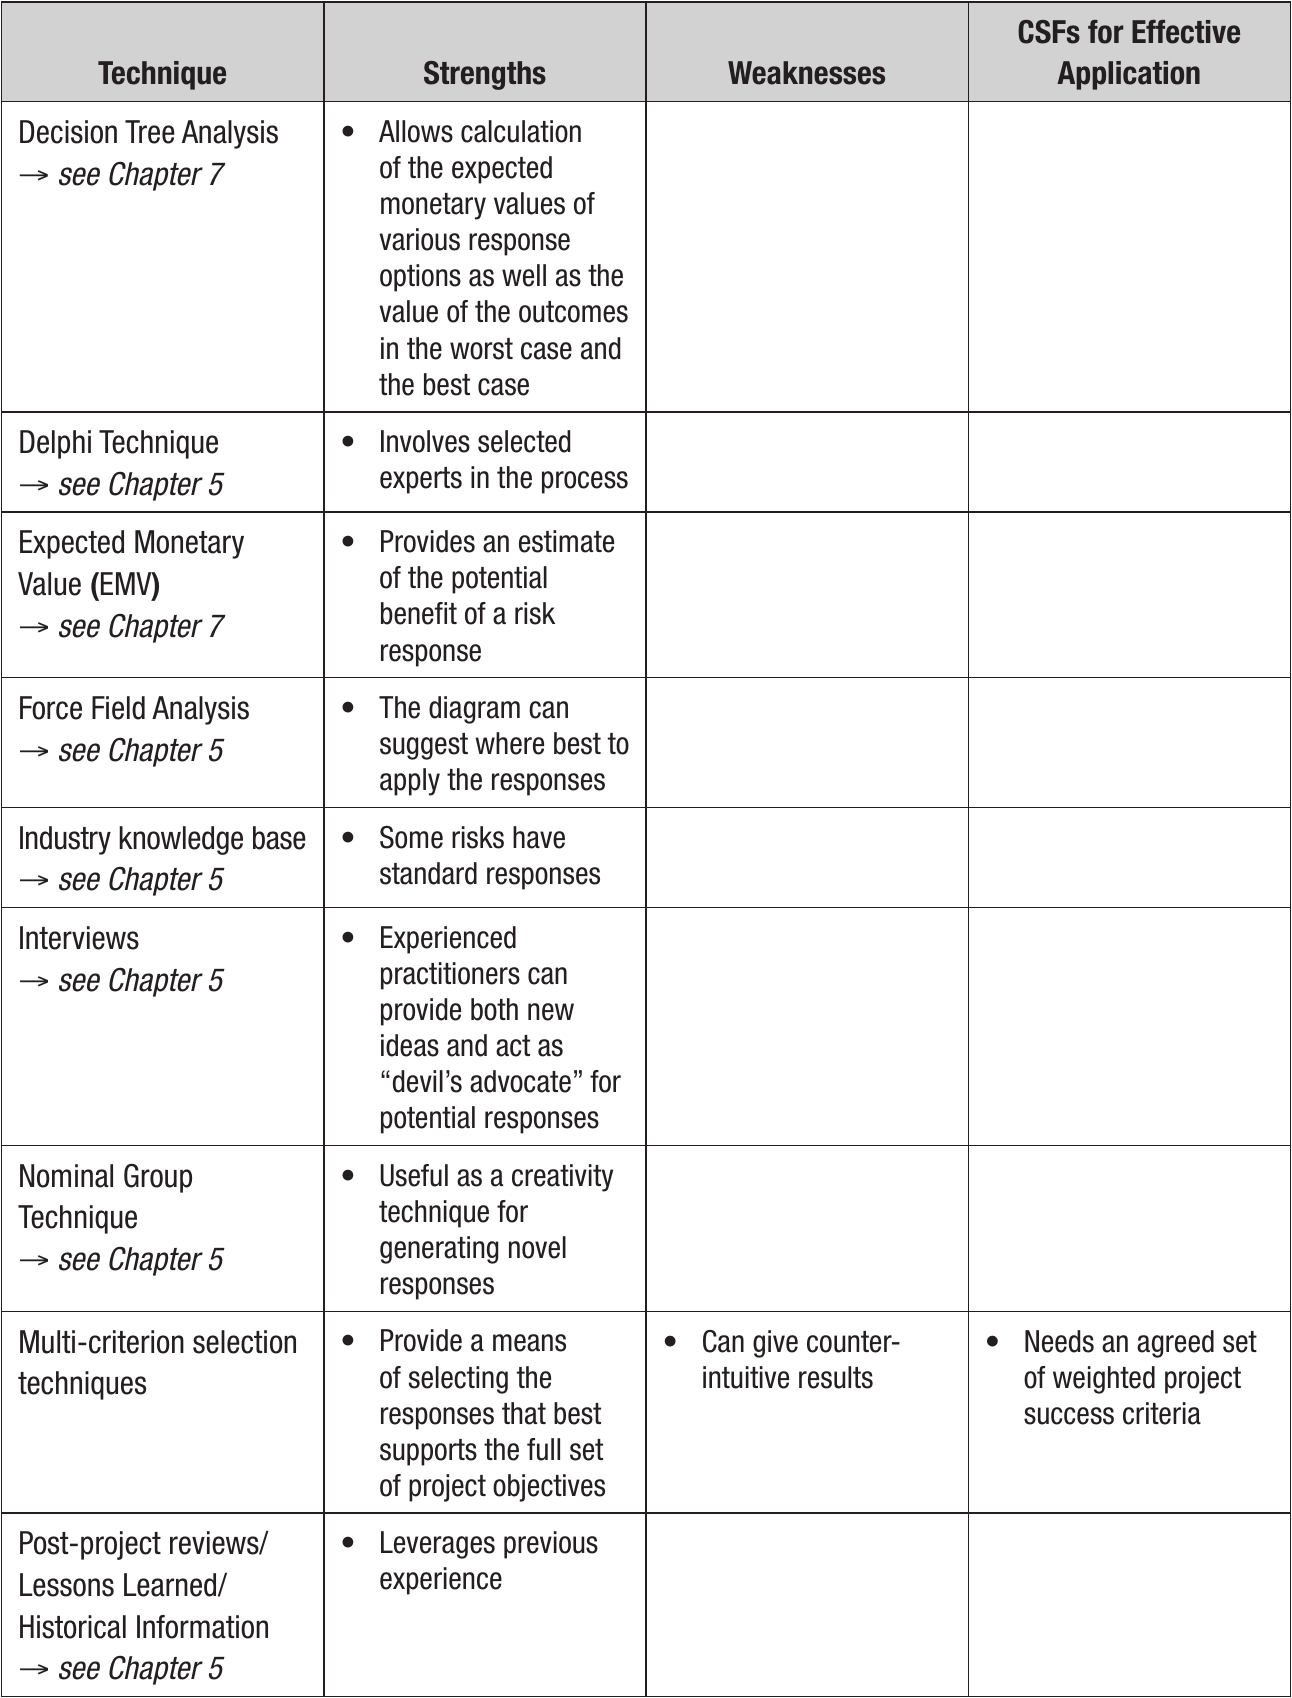 Technique
Strengths
Weaknesses
CSFs for Effective
Application
Decision Tree Analysis
→ see Chapter 7
• Allows calculation
of the expected
monetary values of
various response
options as well as the
value of the outcomes
in the worst case and
the best case
Delphi Technique
→ see Chapter 5
• Involves selected
experts in the process
Expected Monetary
Value (EMV)
→ see Chapter 7
• Provides an estimate
of the potential
benefit of a risk
response
Force Field Analysis
→ see Chapter 5
• The diagram can
suggest where best to
apply the responses
Industry knowledge base
→ see Chapter 5
• Some risks have
standard responses
Interviews
→ see Chapter 5
• Experienced
practitioners can
provide both new
ideas and act as
“devil’s advocate” for
potential responses
Nominal Group
Technique
→ see Chapter 5
• Useful as a creativity
technique for
generating novel
responses
Multi-criterion selection
techniques
• Provide a means
of selecting the
responses that best
supports the full set
of project objectives
• Can give counter-
intuitive results
• Needs an agreed set
of weighted project
success criteria
Post-project reviews/
Lessons Learned/
Historical Information
→ see Chapter 5
• Leverages previous
experience